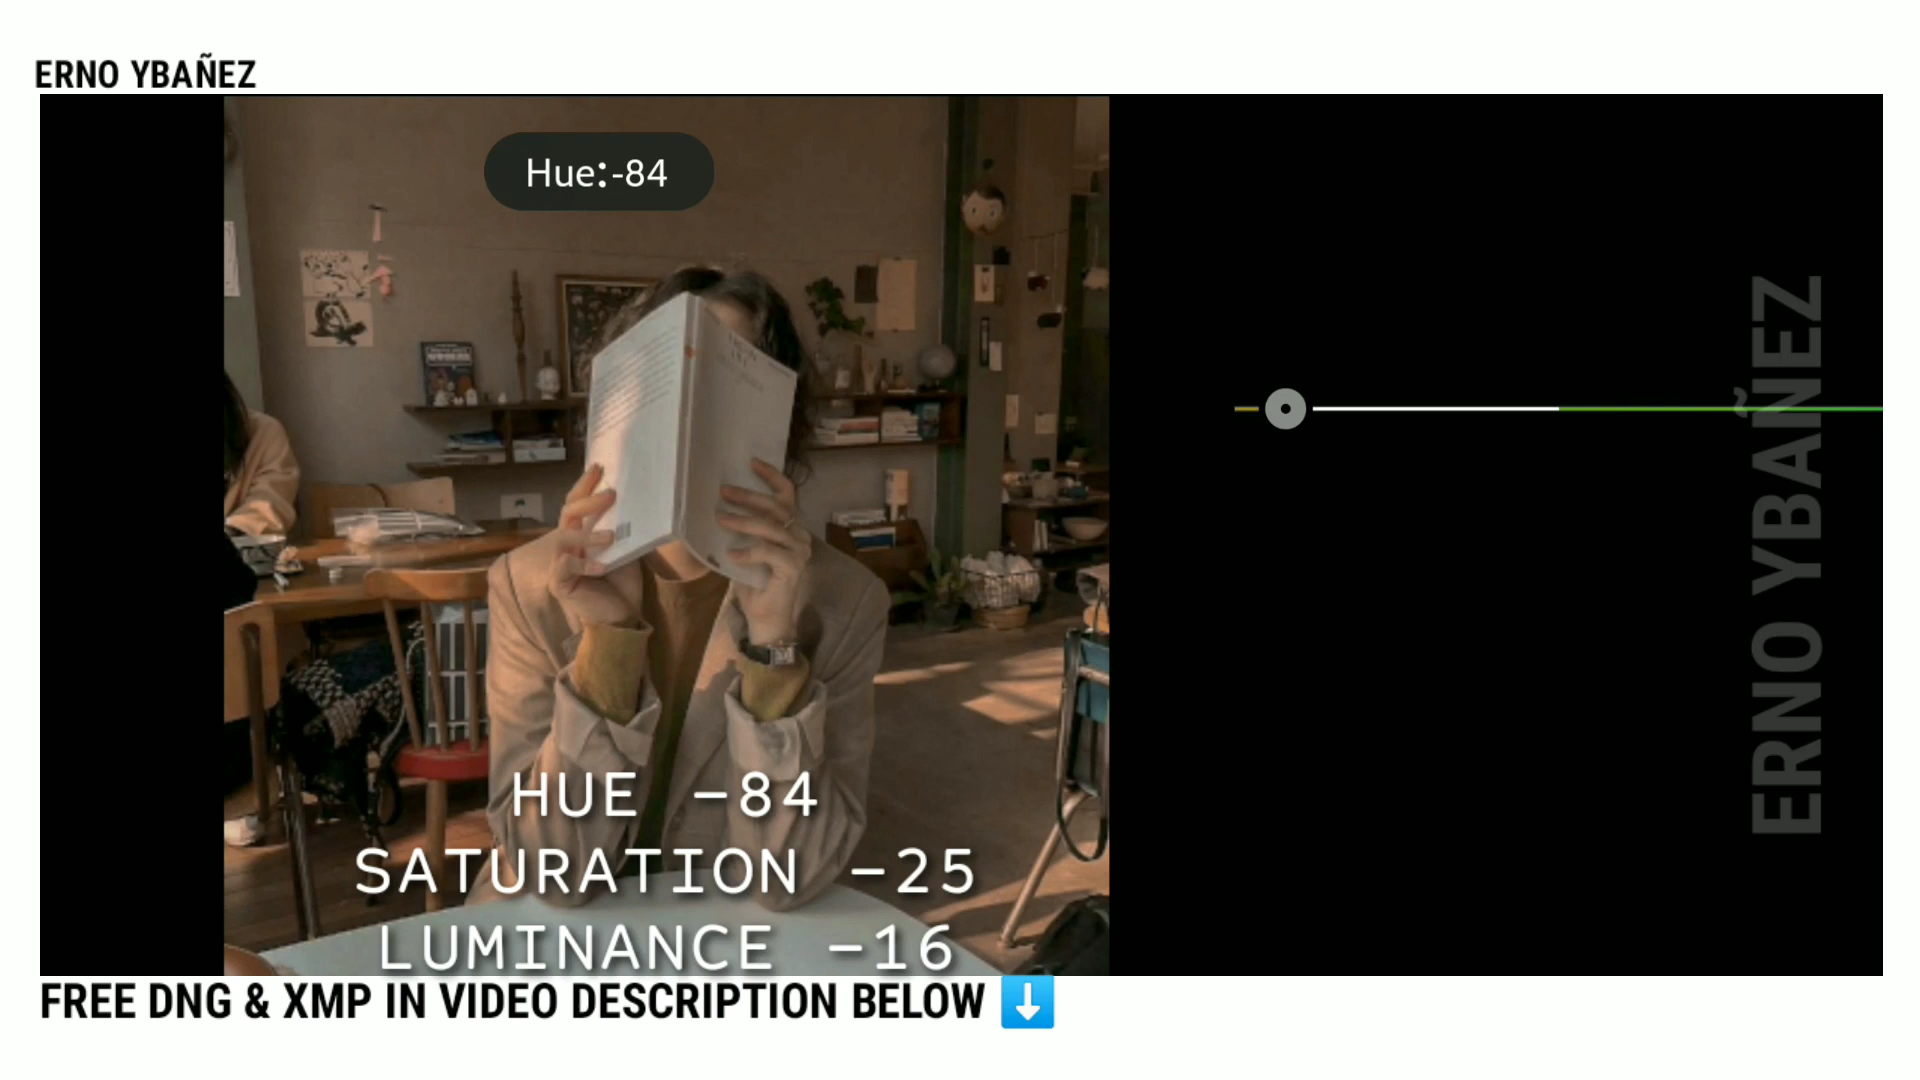 ERNO YBAÑEZ
Hue:-84
ERNO YBAÑEZ
HUE -84
SATURATION -25
LUMINANCE -16
FREE DNG & XMP IN VIDEO DESCRIPTION BELOW ⬇️